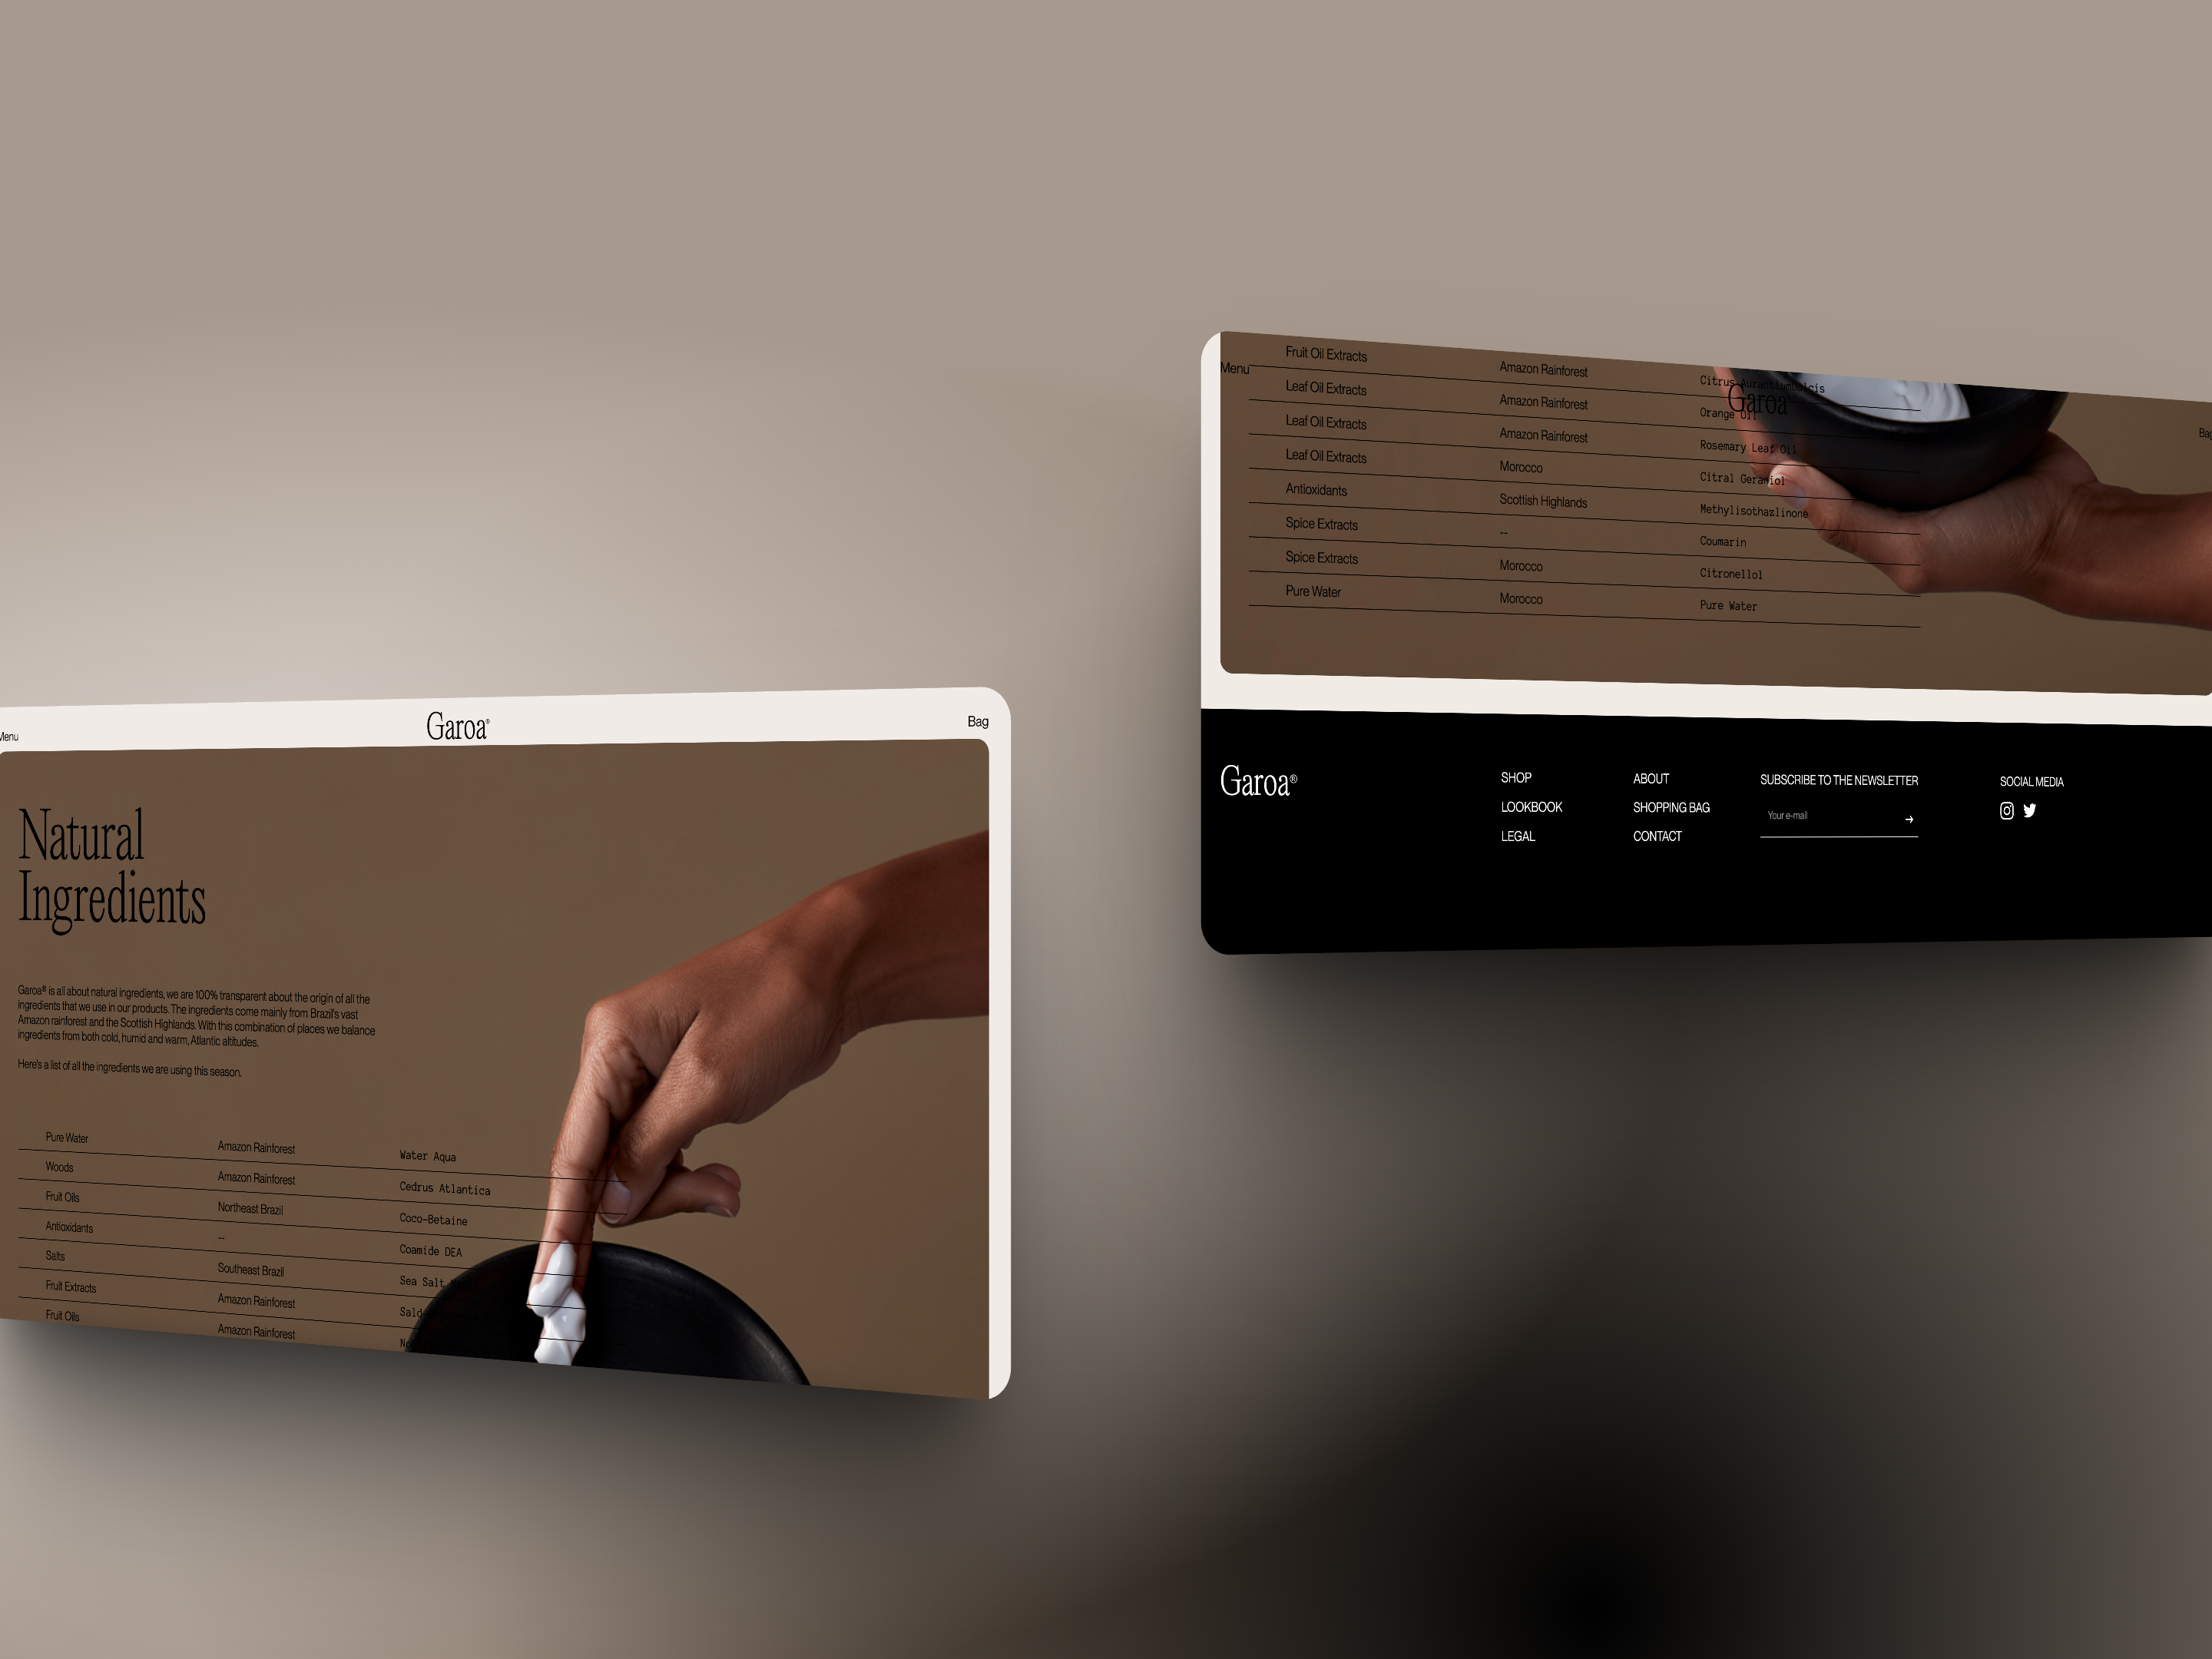 Menu
Garoa®
Bag
Natural
Ingredients
Garoa® is all about natural ingredients, we are 100% transparent about the origin of all the
ingredients that we use in our products. The ingredients come mainly from Brazil's vast
Amazon rainforest and the Scottish Highlands. With this combination of places we balance
ingredients from both cold, humid and warm, Atlantic altitudes.
Here's a list of all the ingredients we are using this season.
Pure Water Amazon Rainforest Water Aqua
Woods Amazon Rainforest Cedrus Atlantica
Fruit Oils Northeast Brazil Coco-Betaine
Antioxidants -- Coamide DEA
Salts Southeast Brazil Sea Salt
Fruit Extracts Amazon Rainforest
Fruit Oils Amazon Rainforest
Menu
Garoa
Bag
Fruit Oil Extracts Amazon Rainforest Citrus AurantiumDulcis
Leaf Oil Extracts Amazon Rainforest Orange Oil
Leaf Oil Extracts Amazon Rainforest Rosemary Leaf Oil
Leaf Oil Extracts Morocco Citral Geraniol
Antioxidants Scottish Highlands Methylisothazlinone
Spice Extracts -- Coumarin
Spice Extracts Morocco Citronellol
Pure Water Morocco Pure Water
Garoa®
SHOP
LOOKBOOK
LEGAL
ABOUT
SHOPPING BAG
CONTACT
SUBSCRIBE TO THE NEWSLETTER
Your e-mail →
SOCIAL MEDIA